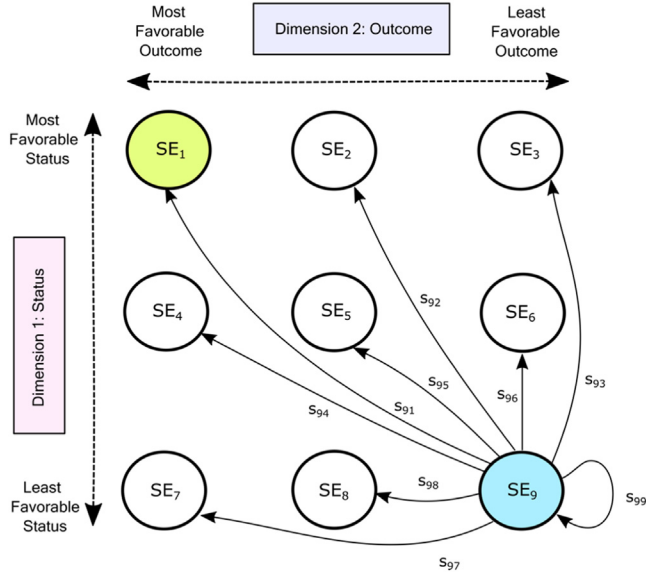 Most
Favorable
Outcome
Dimension 2: Outcome
Least
Favorable
Outcome
Most
Favorable
Status
SE₁
SE₂
SE₃
Dimension 1: Status
SE₄
SE₅
SE₆
s₉₂
s₉₅
s₉₆
s₉₃
s₉₄
s₉₁
Least
Favorable
Status
SE₇
SE₈
s₉₈
SE₉
s₉₉
s₉₇